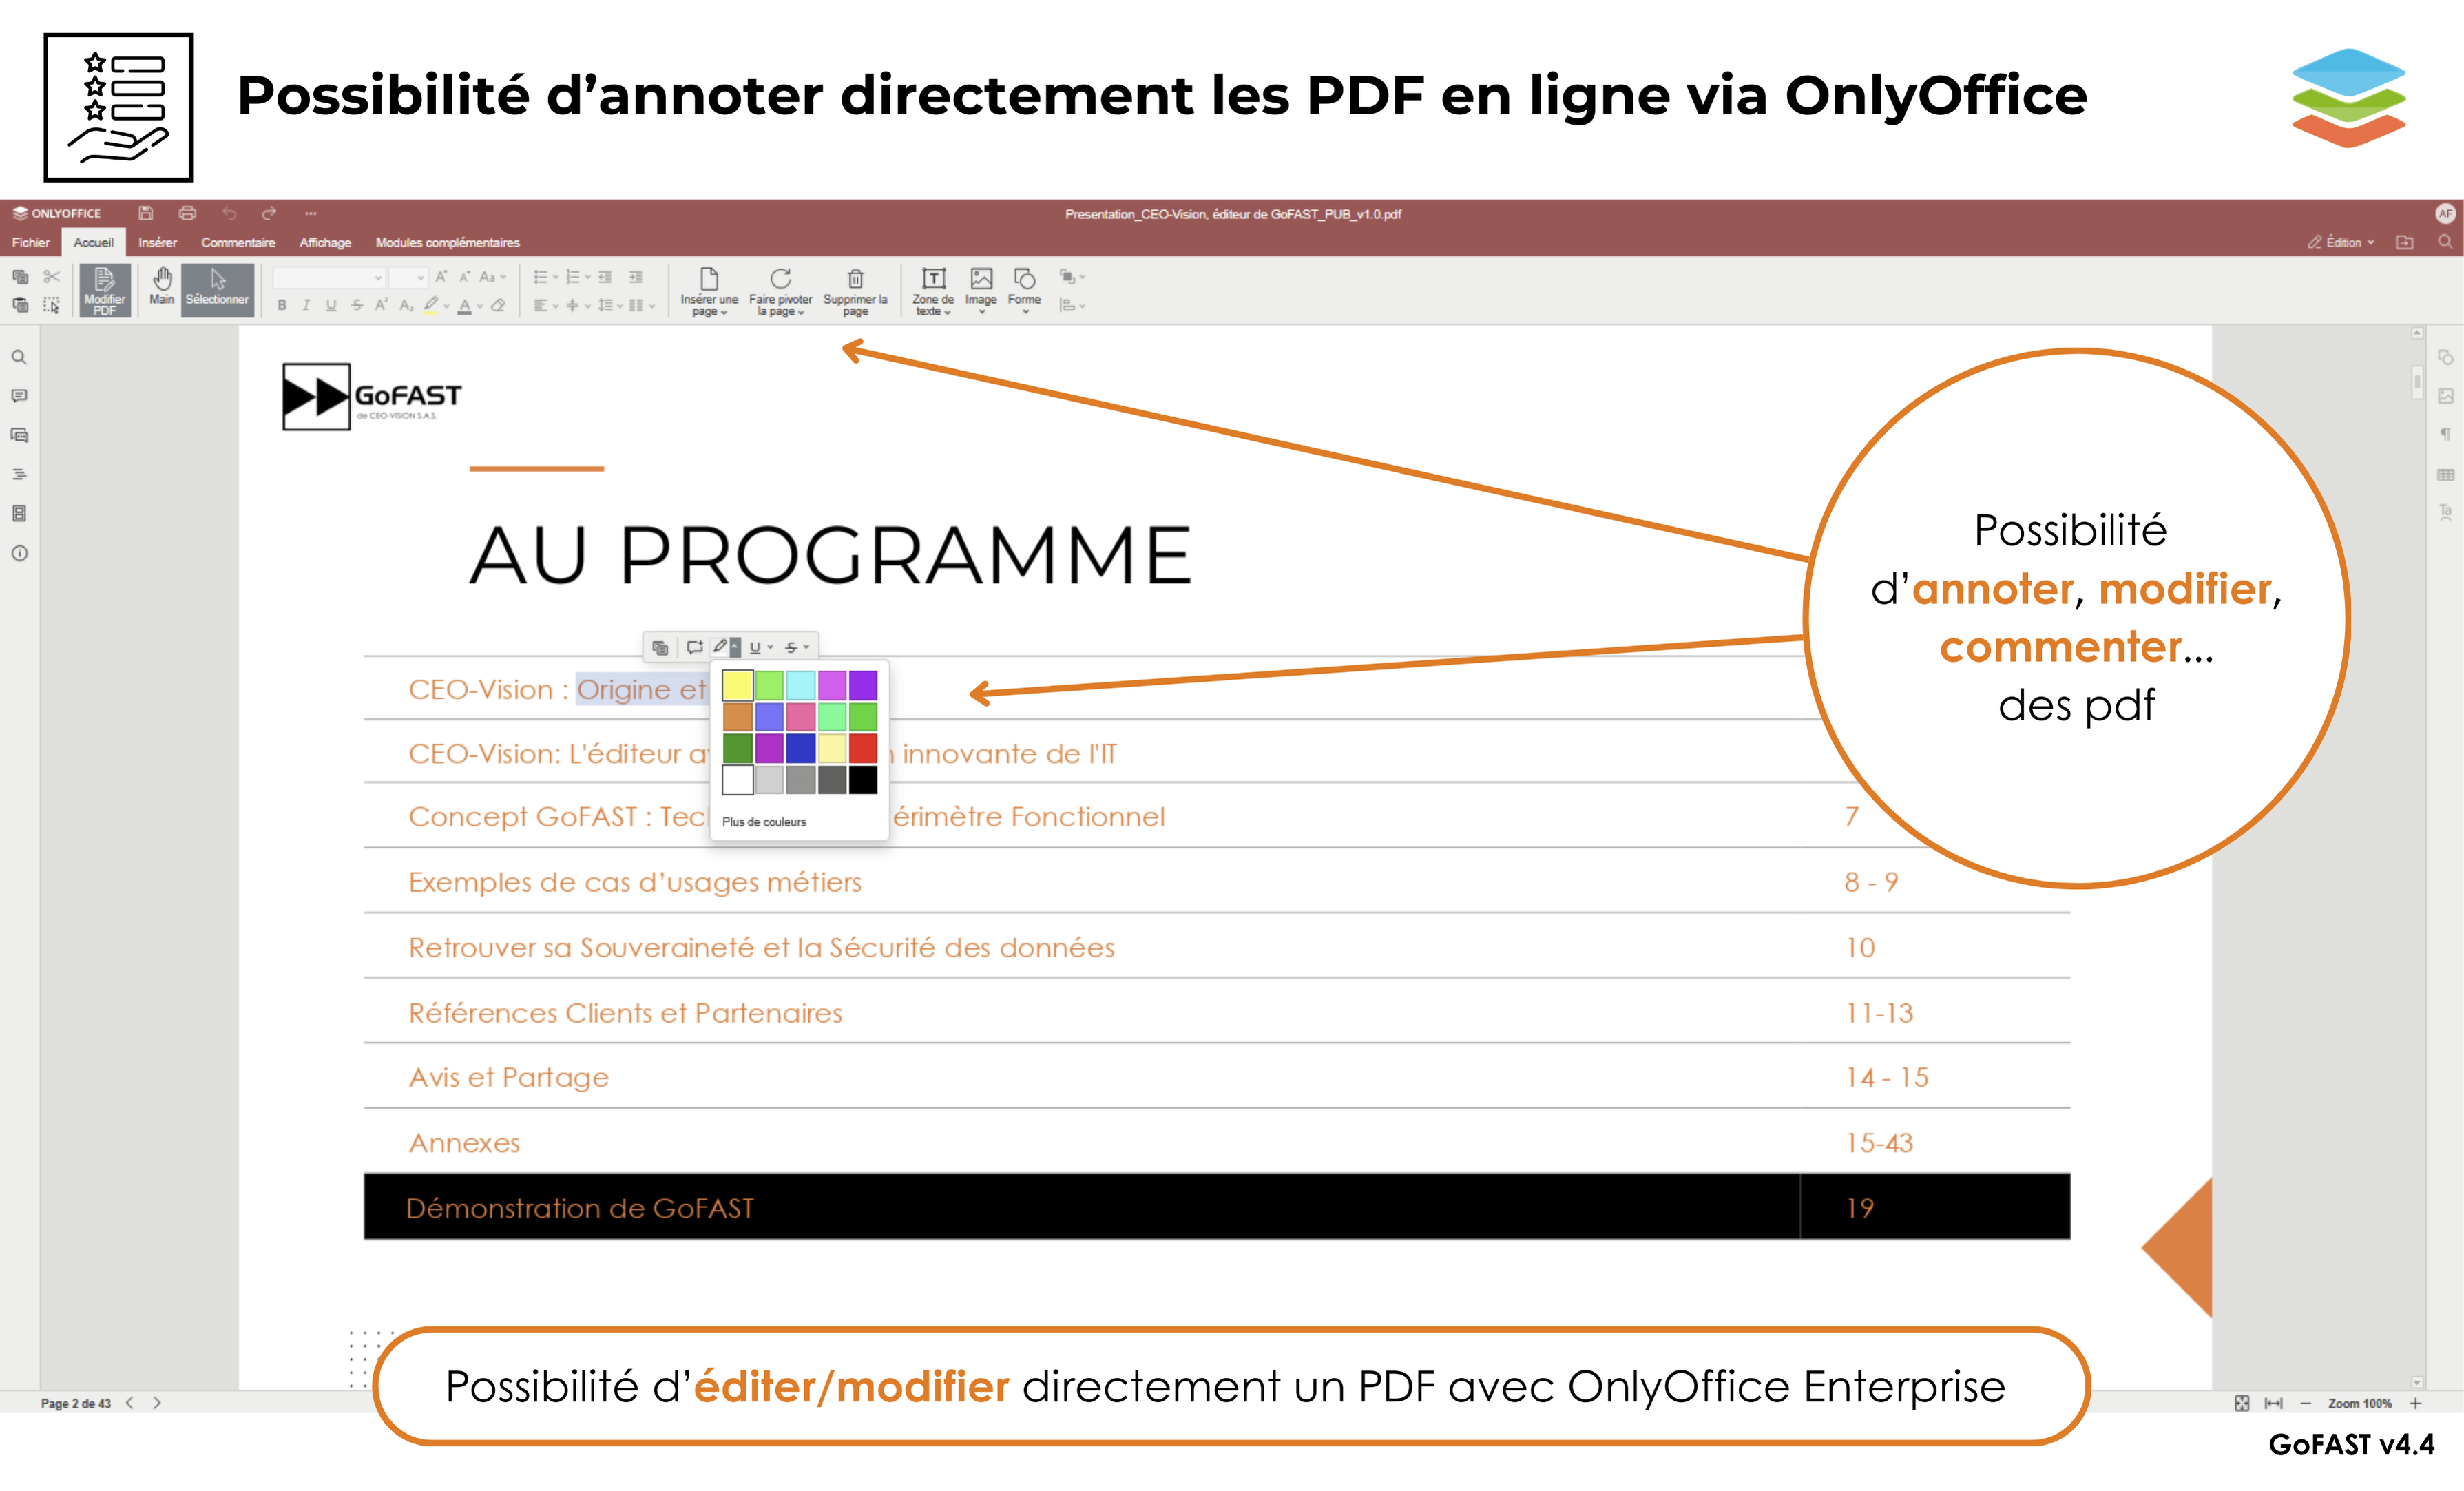 Possibilité d’annoter directement les PDF en ligne via OnlyOffice
ONLYOFFICE
Presentation_CEO-Vision, éditeur de GoFAST_PUB_v1.0.pdf
AF
Fichier Accueil Insérer Commentaire Affichage Modules complémentaires
Édition
Modifier PDF
Main
Sélectionner
Insérer une page
Faire pivoter la page
Supprimer la page
Zone de texte
Image
Forme
GoFAST
de CEO-VISION S.A.S.
AU PROGRAMME
CEO-Vision : Origine et
CEO-Vision: L'éditeur a innovante de l'IT
Concept GoFAST : Tec érimètre Fonctionnel 7
Plus de couleurs
Exemples de cas d’usages métiers 8 - 9
Retrouver sa Souveraineté et la Sécurité des données 10
Références Clients et Partenaires 11-13
Avis et Partage 14 - 15
Annexes 15-43
Démonstration de GoFAST 19
Possibilité
d’annoter, modifier,
commenter...
des pdf
Possibilité d’éditer/modifier directement un PDF avec OnlyOffice Enterprise
Page 2 de 43
Zoom 100%
GoFAST v4.4